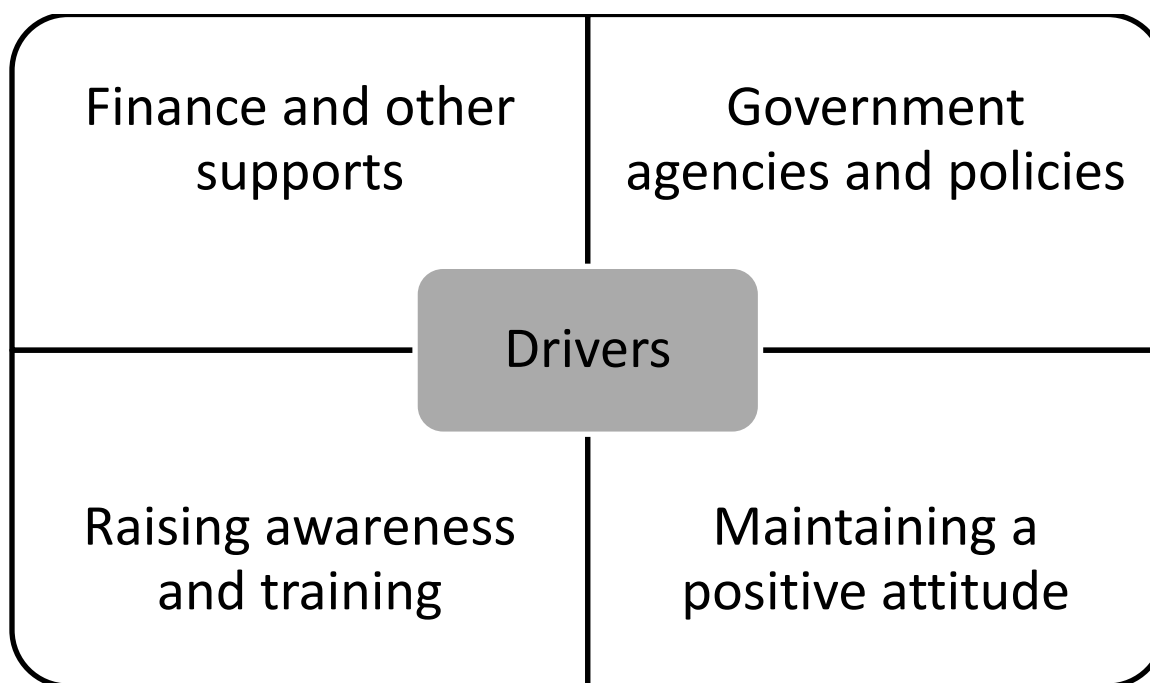 Finance and other
supports
Government
agencies and policies
Drivers
Raising awareness
and training
Maintaining a
positive attitude